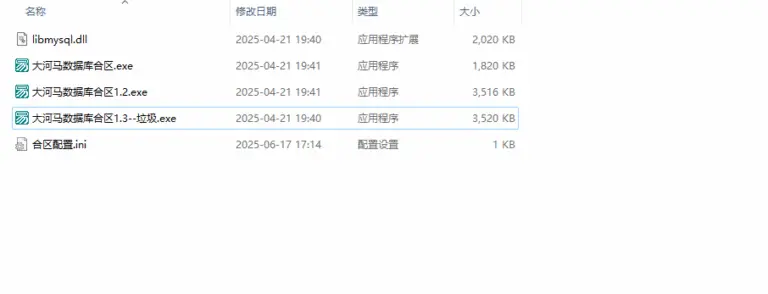 名称 修改日期 类型 大小
libmysql.dll 2025-04-21 19:40 应用程序扩展 2,020 KB
大河马数据库合区.exe 2025-04-21 19:41 应用程序 1,820 KB
大河马数据库合区1.2.exe 2025-04-21 19:41 应用程序 3,516 KB
大河马数据库合区1.3--垃圾.exe 2025-04-21 19:40 应用程序 3,520 KB
合区配置.ini 2025-06-17 17:14 配置设置 1 KB